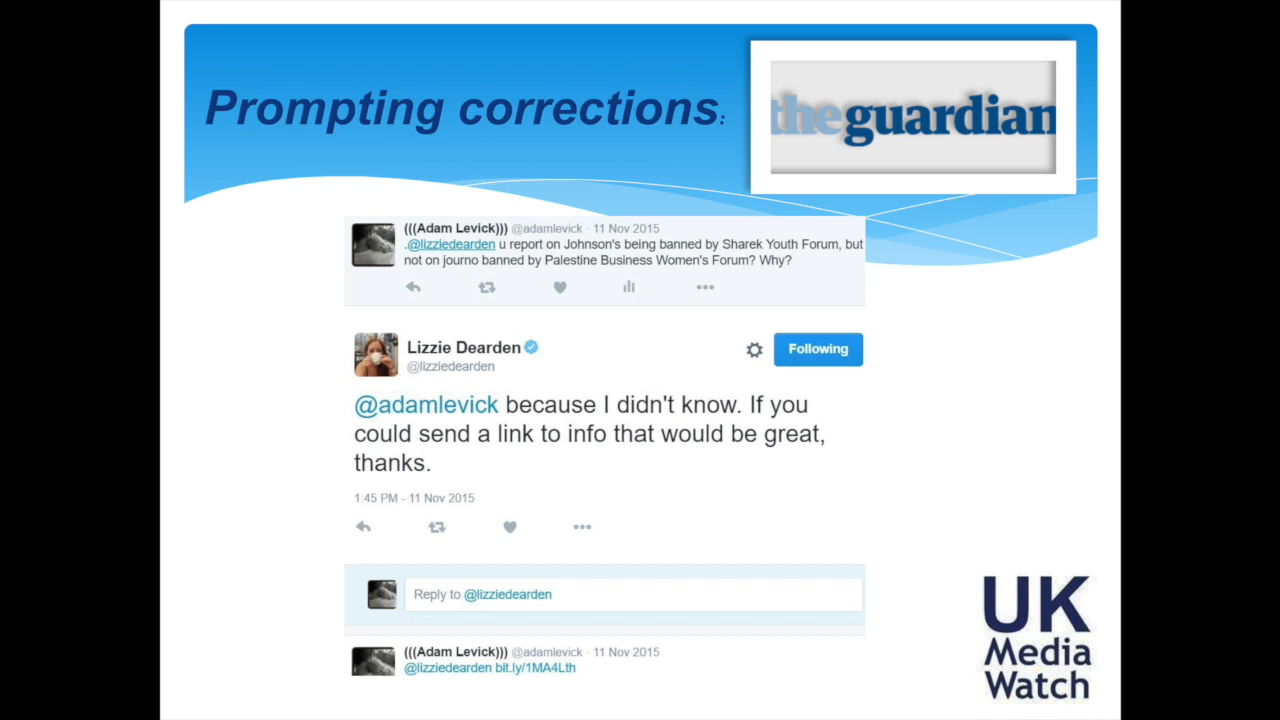 Prompting corrections:
theguardian
(((Adam Levick))) @adamlevick · 11 Nov 2015
.@lizziedearden u report on Johnson's being banned by Sharek Youth Forum, but
not on journo banned by Palestine Business Women's Forum? Why?
Lizzie Dearden
@lizziedearden
Following
@adamlevick because I didn't know. If you
could send a link to info that would be great,
thanks.
1:45 PM - 11 Nov 2015
Reply to @lizziedearden
(((Adam Levick))) @adamlevick · 11 Nov 2015
@lizziedearden bit.ly/1MA4Lth
UK
Media
Watch